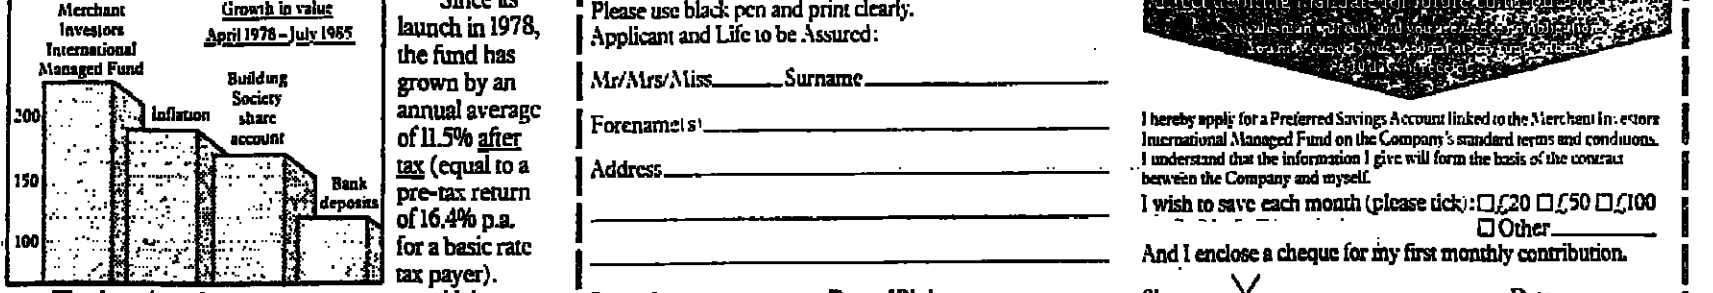 Merchant
Investors
International
Managed Fund
Growth in value
April 1978–July 1985
Building
Society
share
account
Inflation
Bank
deposits
200
150
100
Since its
launch in 1978,
the fund has
grown by an
annual average
of 11.5% after
tax (equal to a
pre-tax return
of 16.4% p.a.
for a basic rate
tax payer).
Please use black pen and print clearly.
Applicant and Life to be Assured:
Mr/Mrs/Miss Surname
Forename(s)
Address
I hereby apply for a Preferred Savings Account linked to the Merchant Investors
International Managed Fund on the Company's standard terms and conditions.
I understand that the information I give will form the basis of the contract
between the Company and myself.
I wish to save each month (please tick): £20 £50 £100
Other
And I enclose a cheque for my first monthly contribution.